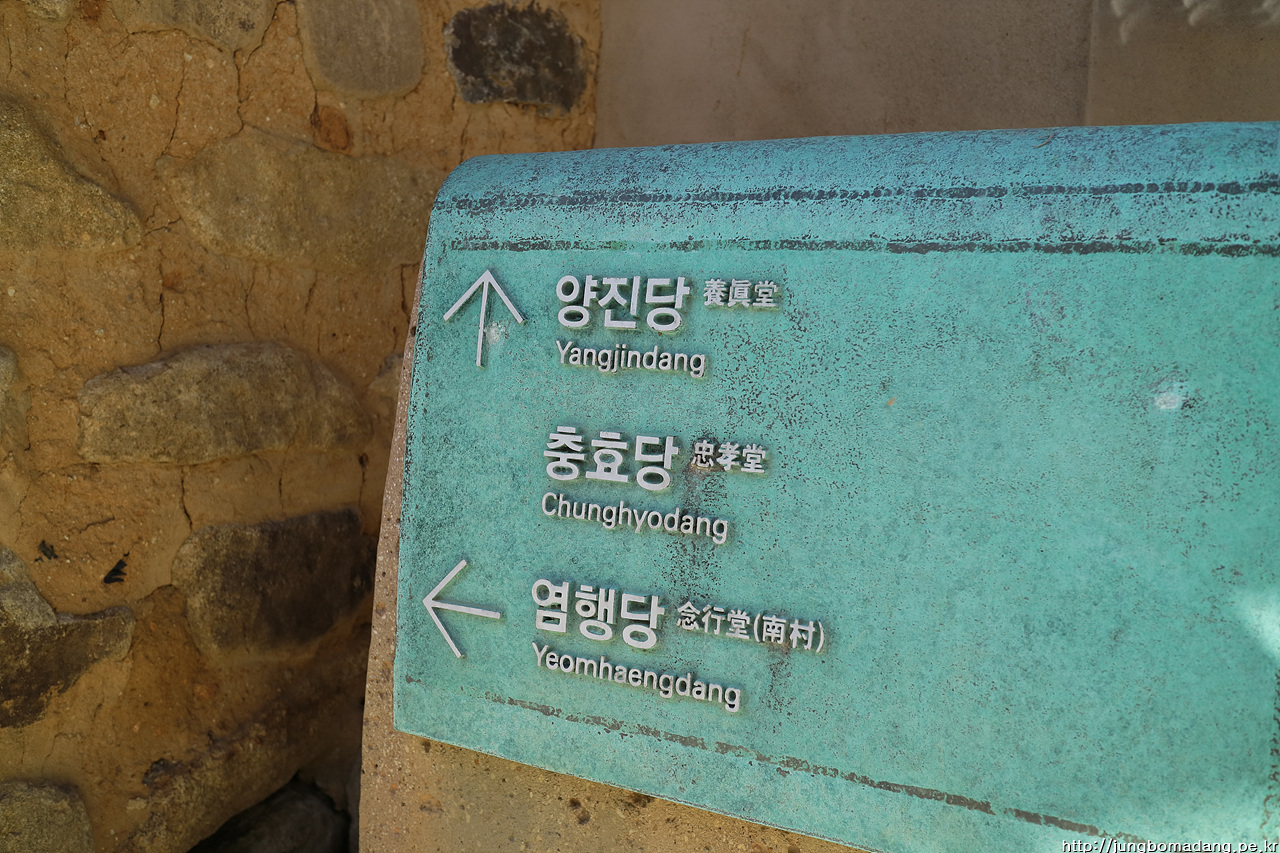 양진당 養眞堂
Yangjindang
충효당 忠孝堂
Chunghyodang
염행당 念行堂(南村)
Yeomhaengdang
http://jungbomadang.pe.kr